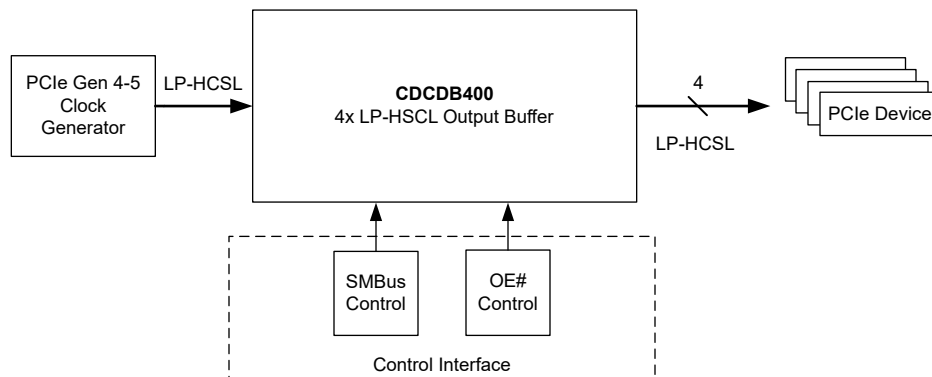 PCIe Gen 4-5
Clock
Generator
LP-HCSL
CDCDB400
4x LP-HSCL Output Buffer
4
LP-HCSL
PCIe Device
SMBus
Control
OE#
Control
Control Interface